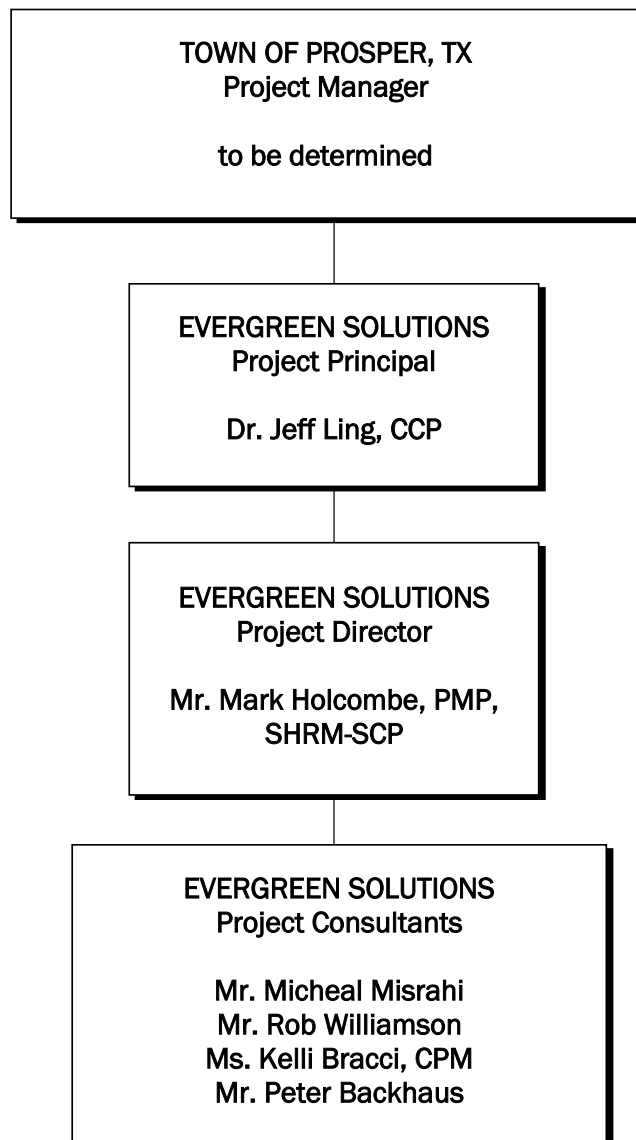 TOWN OF PROSPER, TX
Project Manager
to be determined
EVERGREEN SOLUTIONS
Project Principal
Dr. Jeff Ling, CCP
EVERGREEN SOLUTIONS
Project Director
Mr. Mark Holcombe, PMP,
SHRM-SCP
EVERGREEN SOLUTIONS
Project Consultants
Mr. Micheal Misrahi
Mr. Rob Williamson
Ms. Kelli Bracci, CPM
Mr. Peter Backhaus